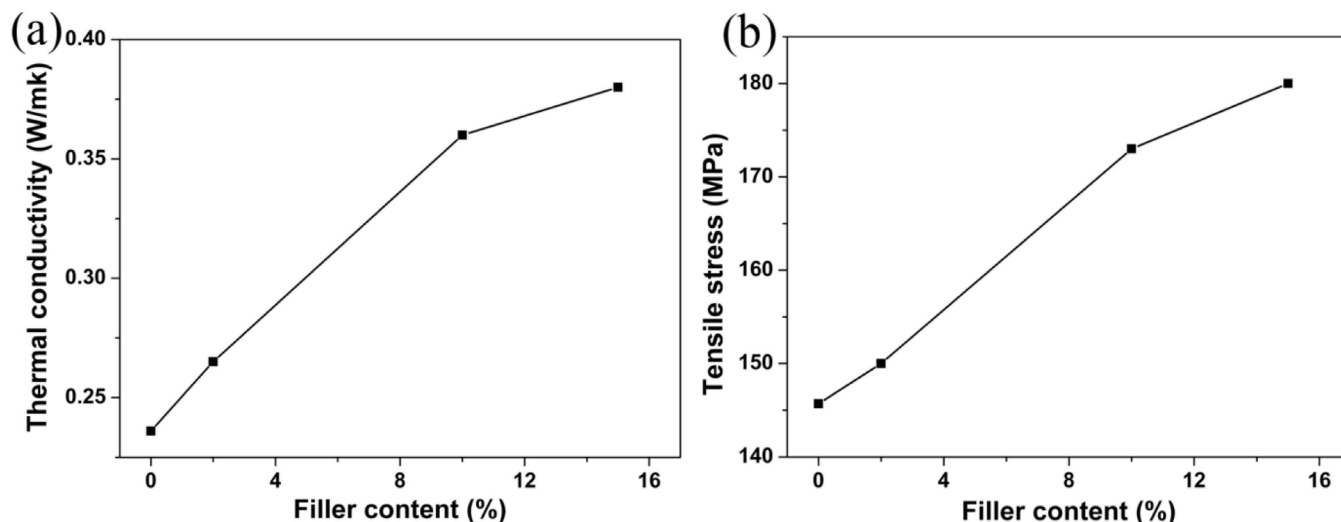 (a)
Thermal conductivity (W/mk)
0.40
0.35
0.30
0.25
0 4 8 12 16
Filler content (%)
(b)
Tensile stress (MPa)
180
170
160
150
140
0 4 8 12 16
Filler content (%)